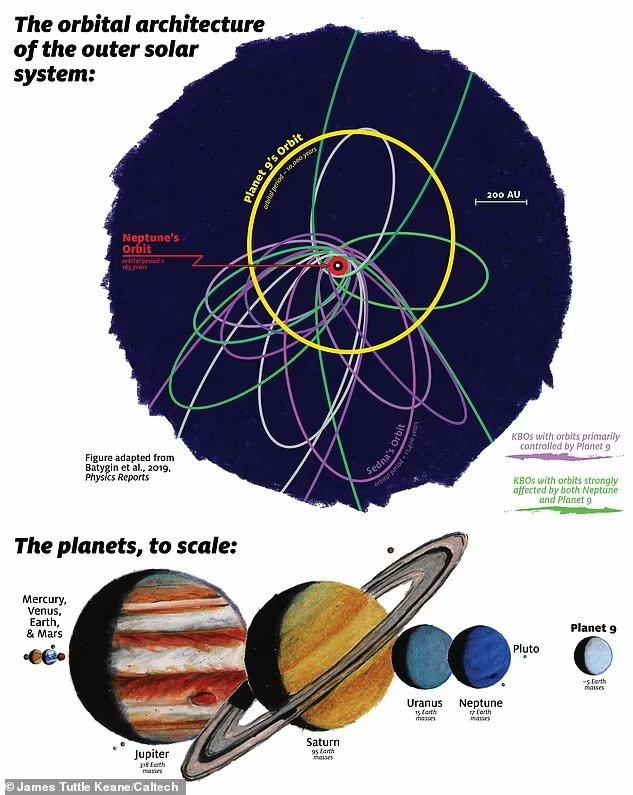 The orbital architecture
of the outer solar
system:
Planet 9's Orbit
orbital period ~ 10,000 years
200 AU
Neptune's
Orbit
orbital period =
165 years
Sedna's Orbit
orbital period = 11,400 years
Figure adapted from
Batygin et al., 2019,
Physics Reports
KBOs with orbits primarily
controlled by Planet 9
KBOs with orbits strongly
affected by both Neptune
and Planet 9
The planets, to scale:
Mercury,
Venus,
Earth,
& Mars
Jupiter
318 Earth
masses
Saturn
95 Earth
masses
Uranus
15 Earth
masses
Neptune
17 Earth
masses
Pluto
Planet 9
~5 Earth
masses
© James Tuttle Keane/Caltech